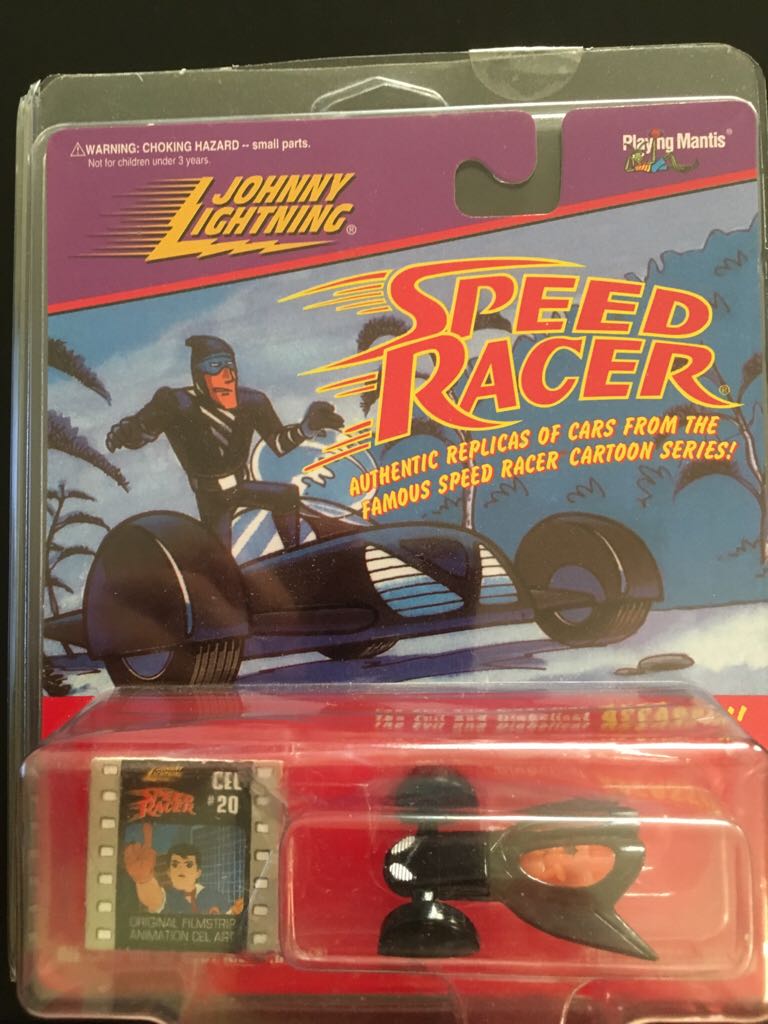 WARNING: CHOKING HAZARD -- small parts.
Not for children under 3 years.
Playing Mantis®
JOHNNY
LIGHTNING®
SPEED
RACER®
AUTHENTIC REPLICAS OF CARS FROM THE
FAMOUS SPEED RACER CARTOON SERIES!
CEL
#20
SPEED
RACER
ORIGINAL FILMSTRIP
ANIMATION CEL ART